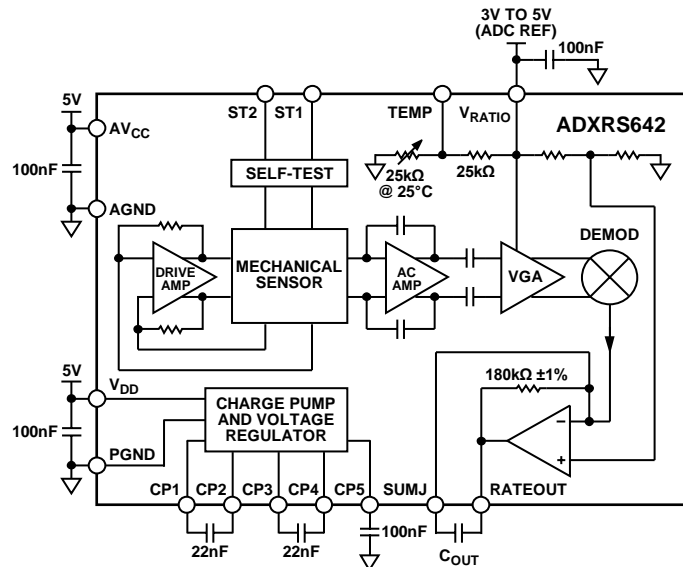 3V TO 5V
(ADC REF)
100nF
5V
ST2
ST1
TEMP
VRATIO
ADXRS642
AVCC
100nF
25kΩ
@ 25°C
25kΩ
SELF-TEST
AGND
DEMOD
DRIVE
AMP
MECHANICAL
SENSOR
AC
AMP
VGA
5V
VDD
180kΩ ±1%
CHARGE PUMP
AND VOLTAGE
REGULATOR
100nF
–
+
PGND
CP1
CP2
CP3
CP4
CP5
SUMJ
RATEOUT
22nF
22nF
100nF
COUT